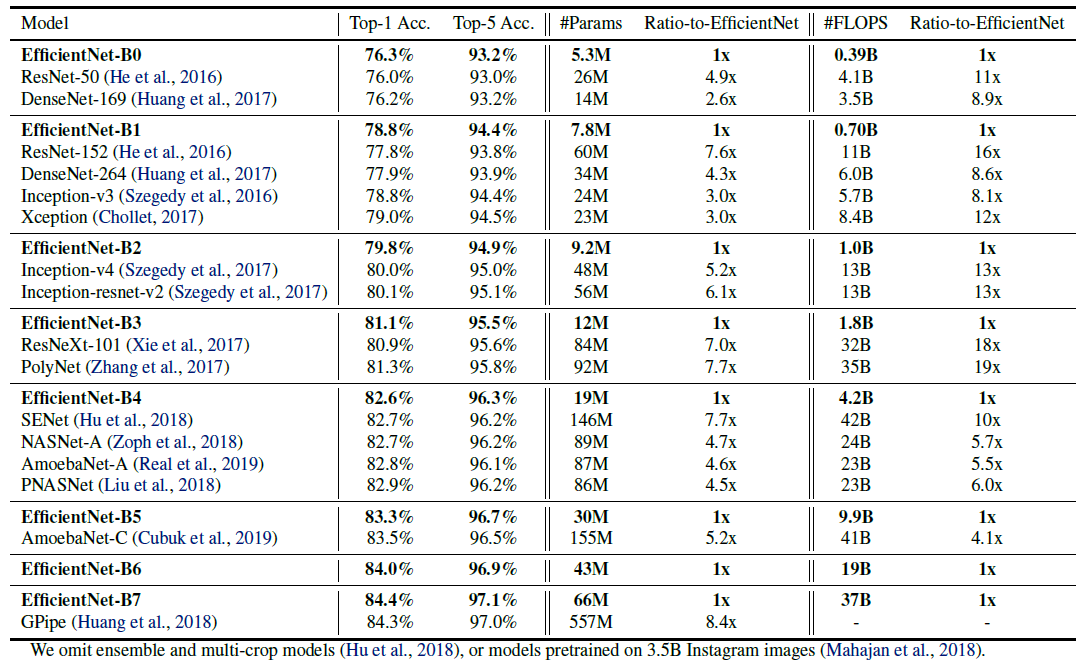 Model Top-1 Acc. Top-5 Acc. #Params Ratio-to-EfficientNet #FLOPS Ratio-to-EfficientNet
EfficientNet-B0 76.3% 93.2% 5.3M 1x 0.39B 1x
ResNet-50 (He et al., 2016) 76.0% 93.0% 26M 4.9x 4.1B 11x
DenseNet-169 (Huang et al., 2017) 76.2% 93.2% 14M 2.6x 3.5B 8.9x
EfficientNet-B1 78.8% 94.4% 7.8M 1x 0.70B 1x
ResNet-152 (He et al., 2016) 77.8% 93.8% 60M 7.6x 11B 16x
DenseNet-264 (Huang et al., 2017) 77.9% 93.9% 34M 4.3x 6.0B 8.6x
Inception-v3 (Szegedy et al., 2016) 78.8% 94.4% 24M 3.0x 5.7B 8.1x
Xception (Chollet, 2017) 79.0% 94.5% 23M 3.0x 8.4B 12x
EfficientNet-B2 79.8% 94.9% 9.2M 1x 1.0B 1x
Inception-v4 (Szegedy et al., 2017) 80.0% 95.0% 48M 5.2x 13B 13x
Inception-resnet-v2 (Szegedy et al., 2017) 80.1% 95.1% 56M 6.1x 13B 13x
EfficientNet-B3 81.1% 95.5% 12M 1x 1.8B 1x
ResNeXt-101 (Xie et al., 2017) 80.9% 95.6% 84M 7.0x 32B 18x
PolyNet (Zhang et al., 2017) 81.3% 95.8% 92M 7.7x 35B 19x
EfficientNet-B4 82.6% 96.3% 19M 1x 4.2B 1x
SENet (Hu et al., 2018) 82.7% 96.2% 146M 7.7x 42B 10x
NASNet-A (Zoph et al., 2018) 82.7% 96.2% 89M 4.7x 24B 5.7x
AmoebaNet-A (Real et al., 2019) 82.8% 96.1% 87M 4.6x 23B 5.5x
PNASNet (Liu et al., 2018) 82.9% 96.2% 86M 4.5x 23B 6.0x
EfficientNet-B5 83.3% 96.7% 30M 1x 9.9B 1x
AmoebaNet-C (Cubuk et al., 2019) 83.5% 96.5% 155M 5.2x 41B 4.1x
EfficientNet-B6 84.0% 96.9% 43M 1x 19B 1x
EfficientNet-B7 84.4% 97.1% 66M 1x 37B 1x
GPipe (Huang et al., 2018) 84.3% 97.0% 557M 8.4x - -
We omit ensemble and multi-crop models (Hu et al., 2018), or models pretrained on 3.5B Instagram images (Mahajan et al., 2018).